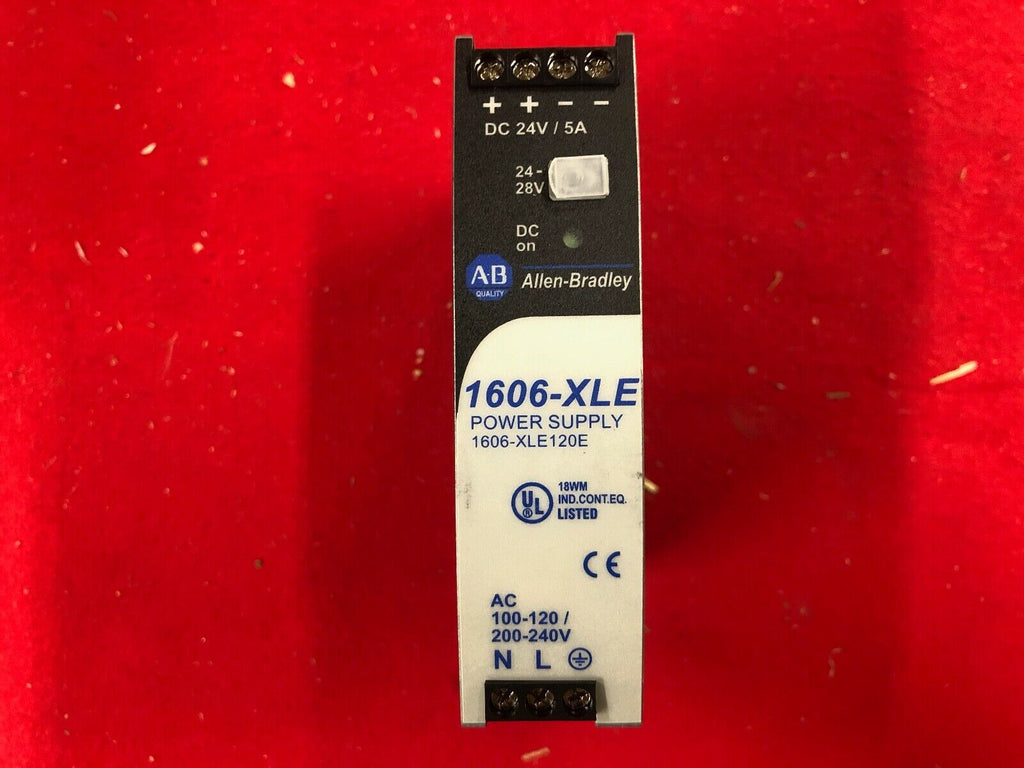 + + – –
DC 24V / 5A
24-
28V
DC
on
A-B
QUALITY
Allen-Bradley
1606-XLE
POWER SUPPLY
1606-XLE120E
UL
®
18WM
IND.CONT.EQ.
LISTED
CE
AC
100-120 /
200-240V
N L